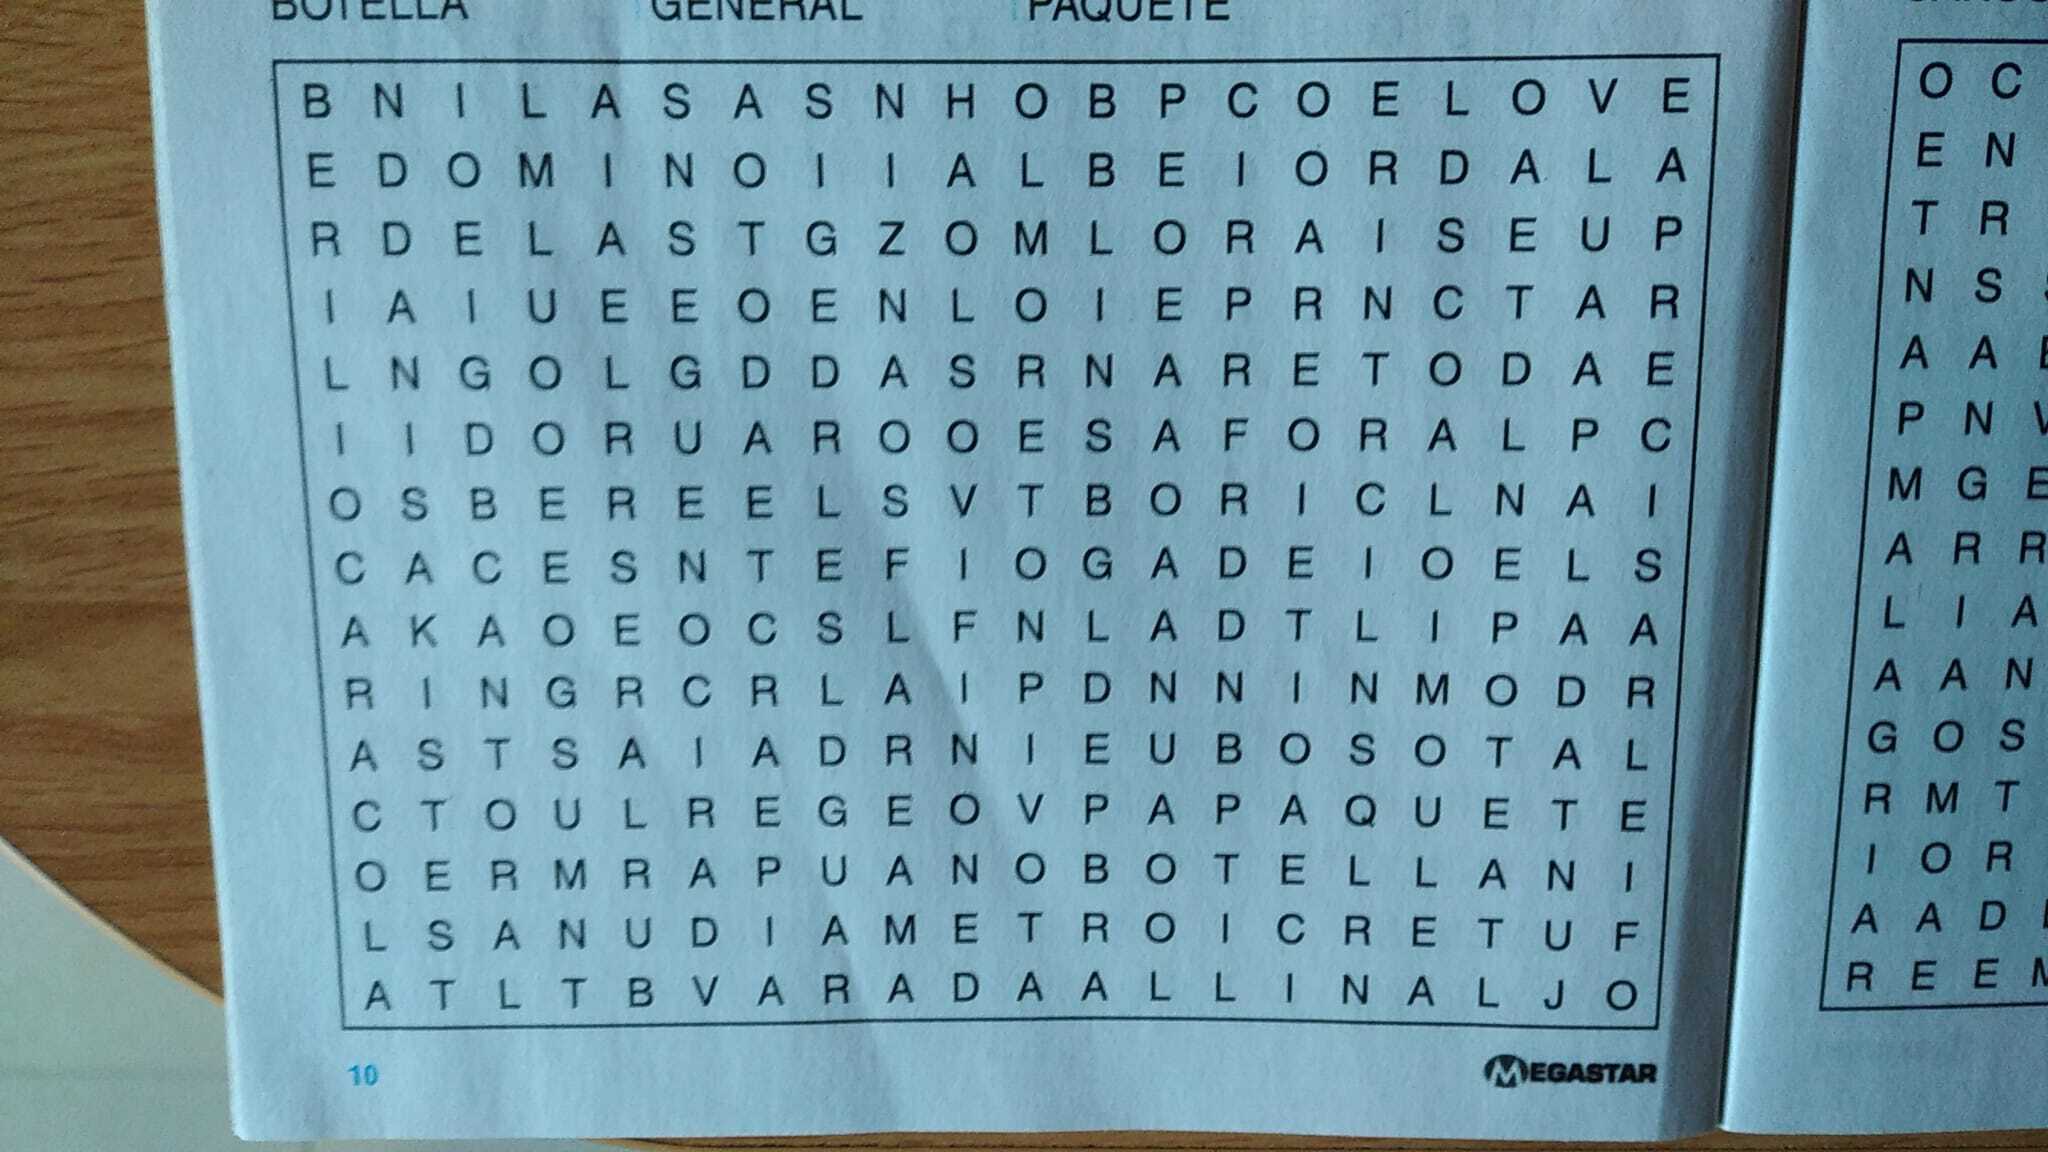 BOTELLA GENERAL PAQUETE
B N I L A S A S N H O B P C O E L O V E
E D O M I N O I I A L B E I O R D A L A
R D E L A S T G Z O M L O R A I S E U P
I A I U E E O E N L O I E P R N C T A R
L N G O L G D D A S R N A R E T O D A E
I I D O R U A R O O E S A F O R A L P C
O S B E R E E L S V T B O R I C L N A I
C A C E S N T E F I O G A D E I O E L S
A K A O E O C S L F N L A D T L I P A A
R I N G R C R L A I P D N N I N M O D R
A S T S A I A D R N I E U B O S O T A L
C T O U L R E G E O V P A P A Q U E T E
O E R M R A P U A N O B O T E L L A N I
L S A N U D I A M E T R O I C R E T U F
A T L T B V A R A D A A L L I N A L J O
10
MEGASTAR
O C
E N
T R
N S
A A
P N
M G E
A R R
L I A
A A N
G O S
R M T
I O R
A A D
R E E M